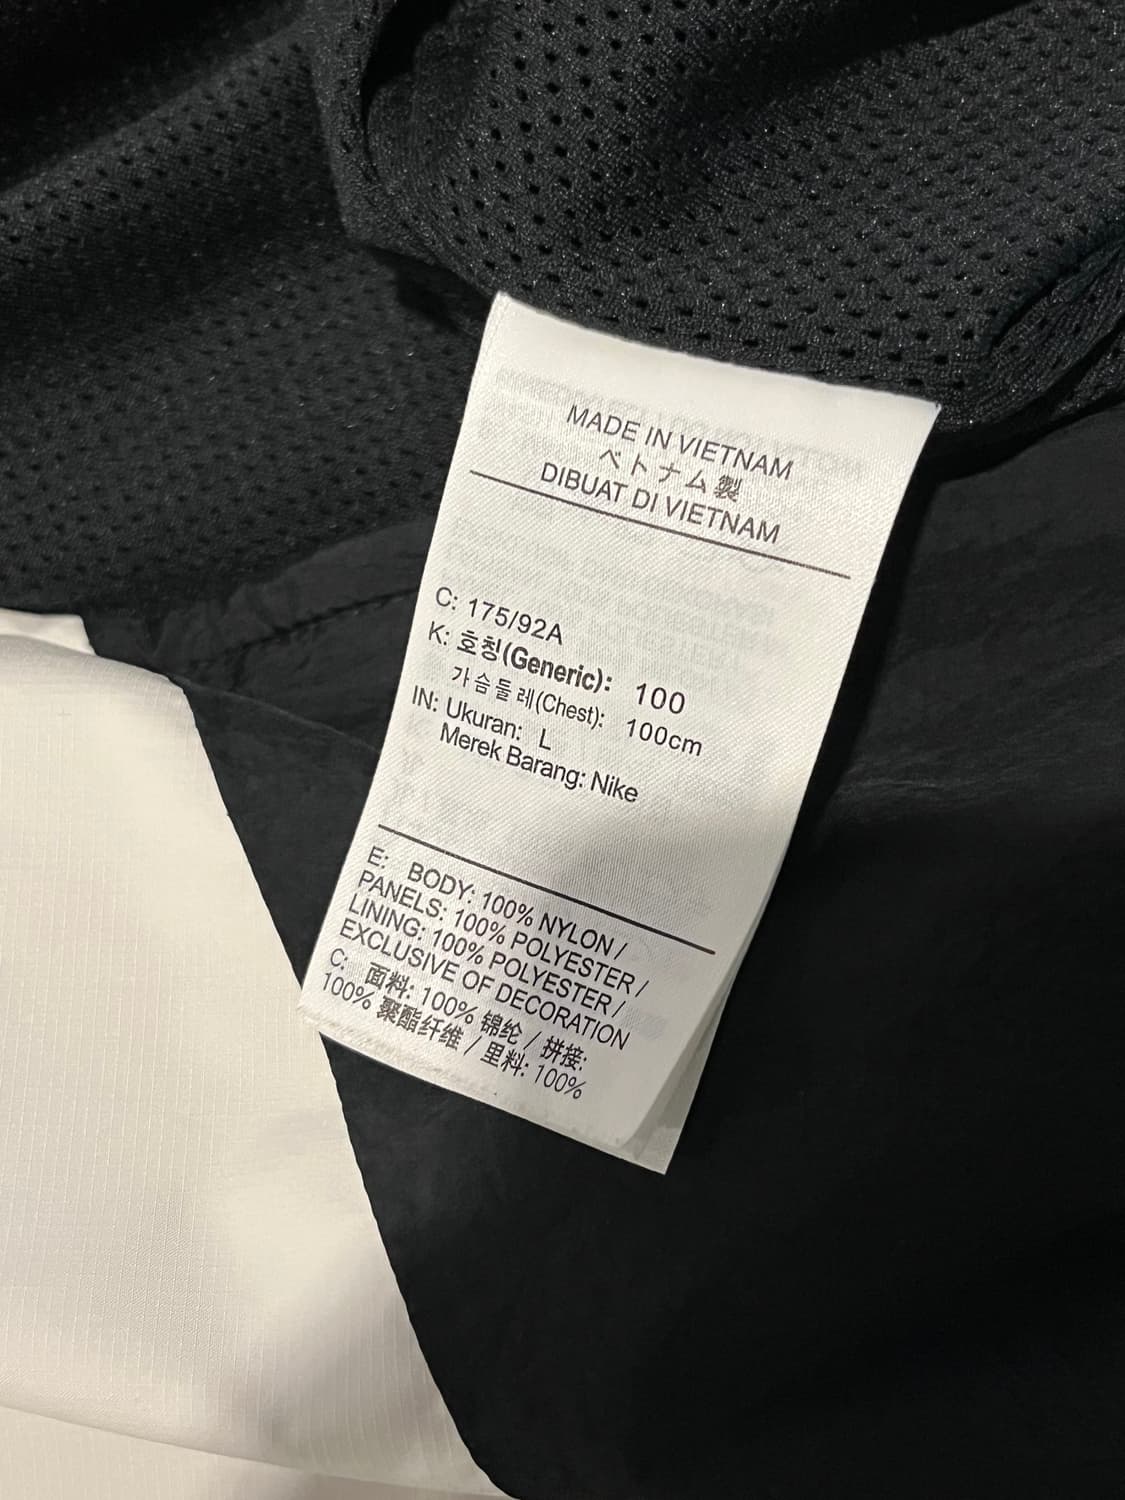 MADE IN VIETNAM
ベトナム製
DIBUAT DI VIETNAM
C: 175/92A
K: 호칭(Generic): 100
가슴둘레(Chest): 100cm
IN: Ukuran: L
Merek Barang: Nike
E: BODY: 100% NYLON /
PANELS: 100% POLYESTER /
LINING: 100% POLYESTER /
EXCLUSIVE OF DECORATION
C: 面料: 100% 锦纶 / 拼接:
100% 聚酯纤维 / 里料: 100%